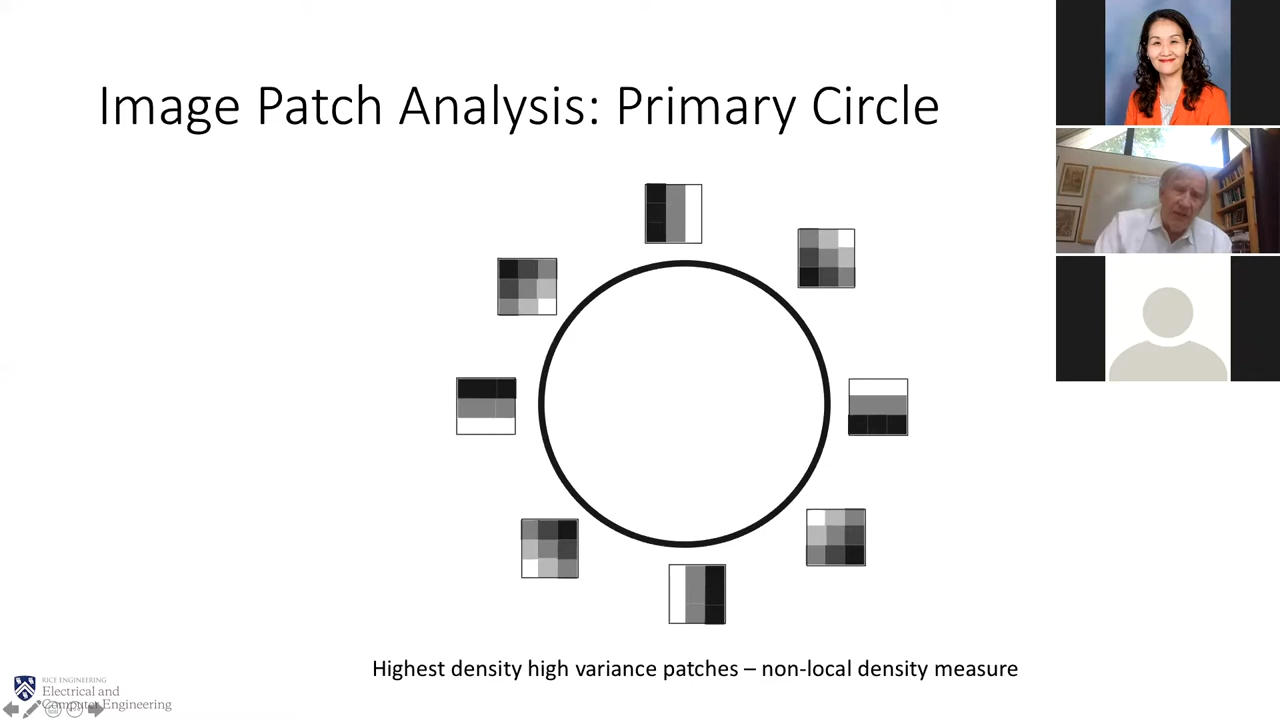 Image Patch Analysis: Primary Circle
Highest density high variance patches – non-local density measure
RICE ENGINEERING
Electrical and
Computer Engineering